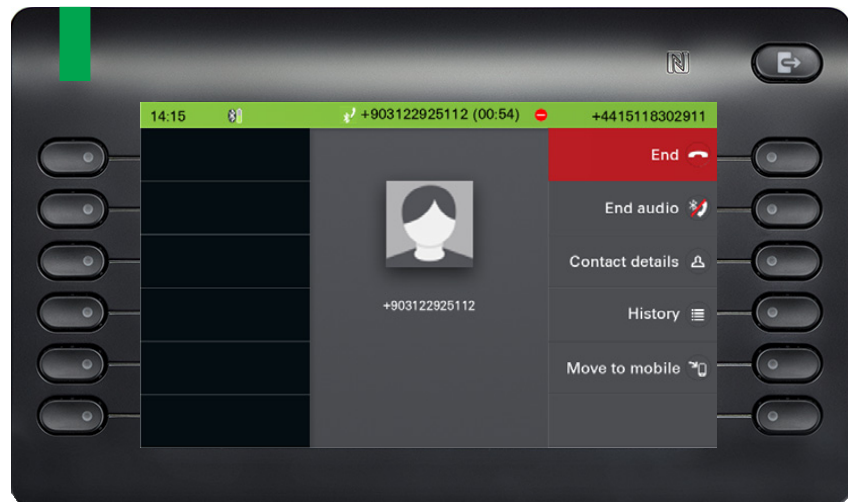 14:15 +903122925112 (00:54) +4415118302911
End
End audio
Contact details
+903122925112
History
Move to mobile